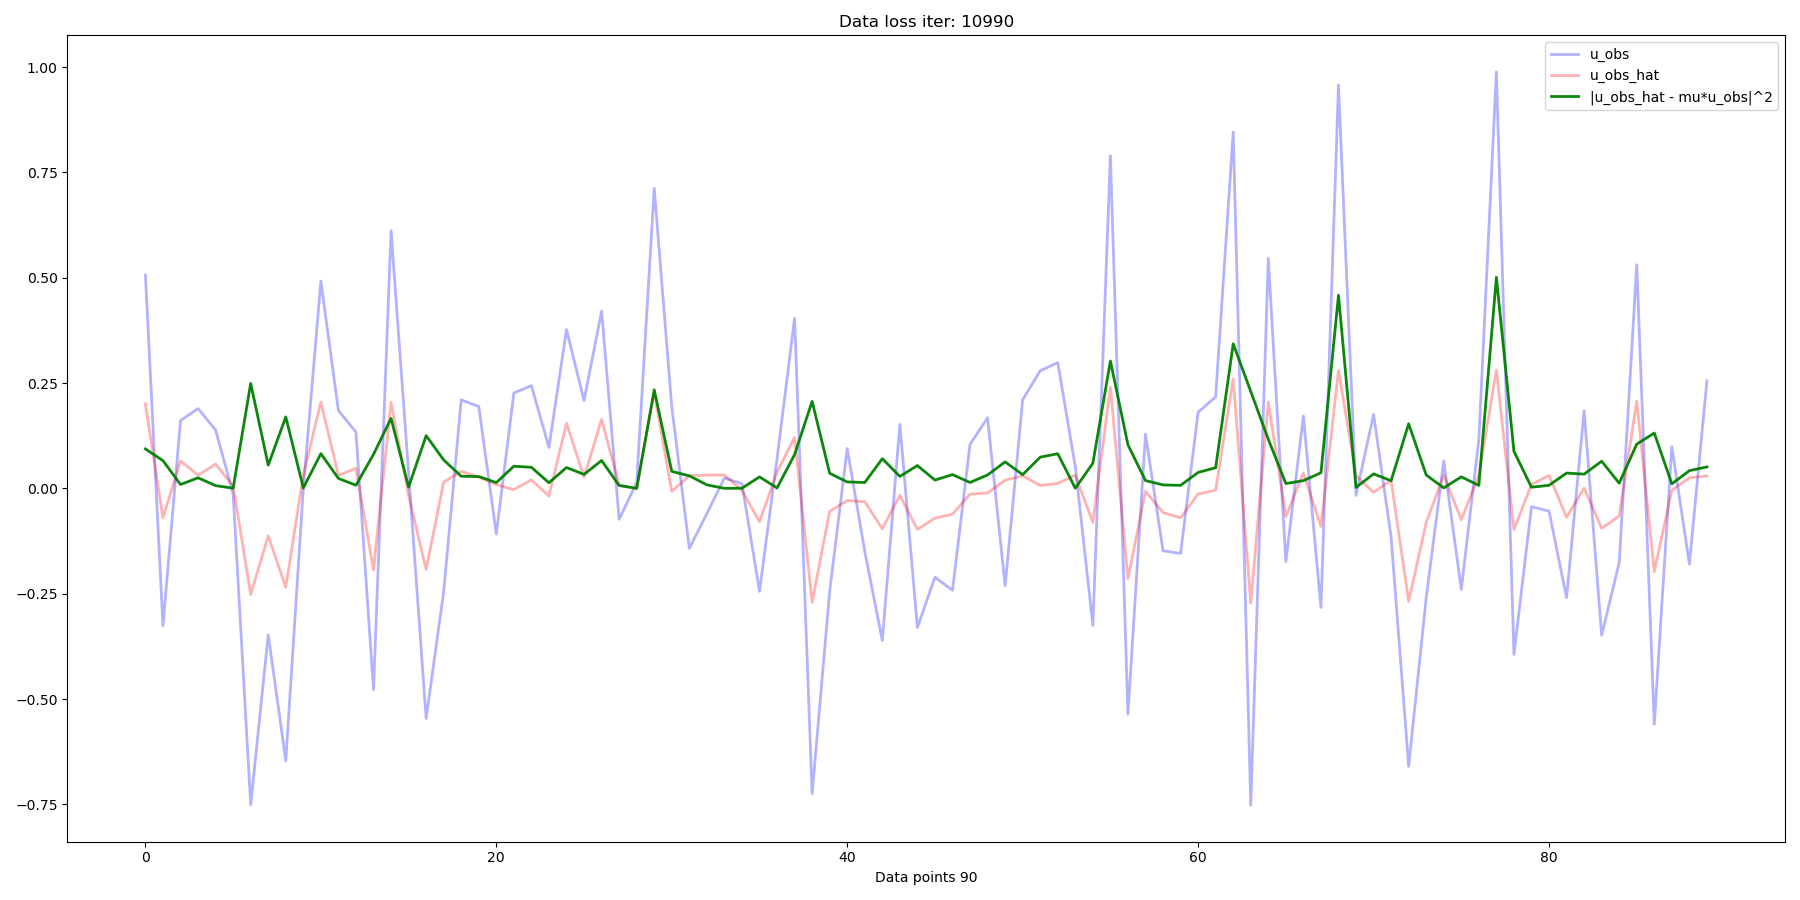 Data loss iter: 10990
u_obs
u_obs_hat
|u_obs_hat - mu*u_obs|^2
1.00
0.75
0.50
0.25
0.00
−0.25
−0.50
−0.75
0 20 40 60 80
Data points 90